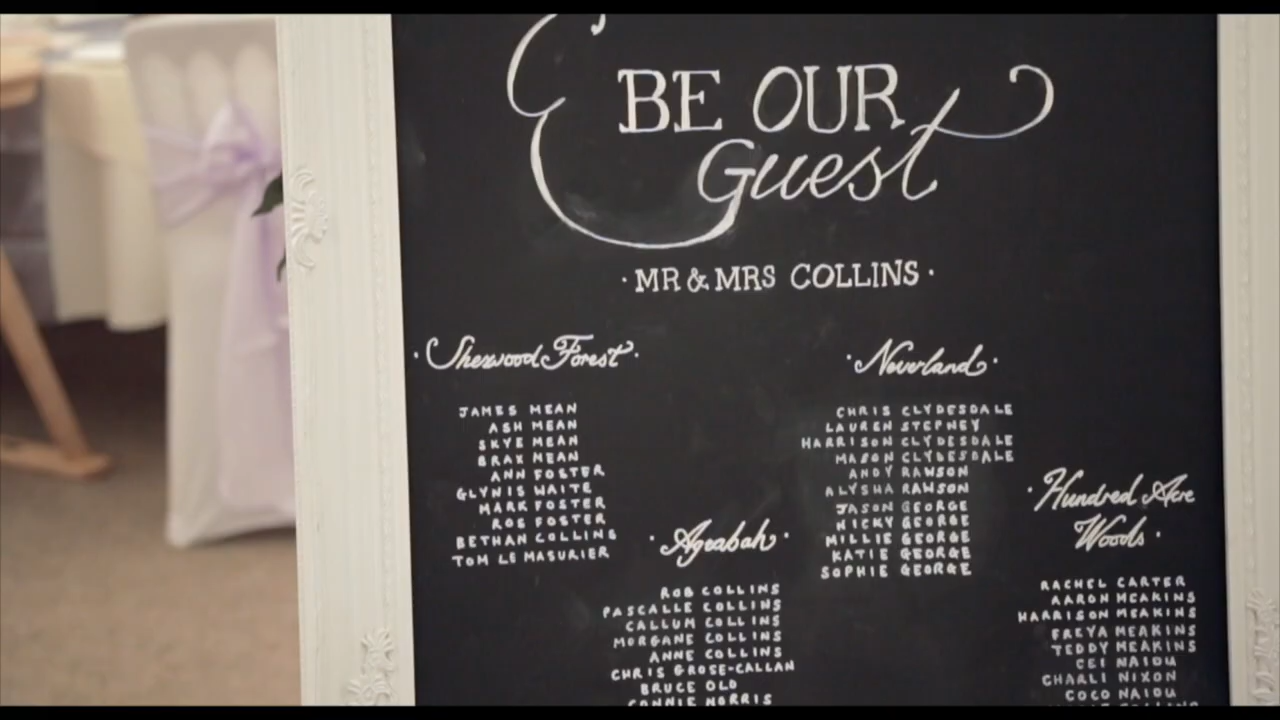 BE OUR
Guest
·MR & MRS COLLINS·
·Sherwood Forest·
JAMES MEAN
ASH MEAN
SKYE MEAN
BRAX MEAN
ANN FOSTER
GLYNIS WAITE
MARK FOSTER
ROS FOSTER
BETHAN COLLINS
TOM LE MASURIER
·Agrabah·
ROB COLLINS
PASCALLE COLLINS
CALLUM COLLINS
MORGANE COLLINS
ANNE COLLINS
CHRIS GROSE-CALLAN
BRUCE OLD
CONNIE NORRIS
·Neverland·
CHRIS CLYDESDALE
LAUREN STEPNEY
HARRISON CLYDESDALE
MASON CLYDESDALE
ANDY RAWSON
ALYSHA RAWSON
JASON GEORGE
NICKY GEORGE
MILLIE GEORGE
KATIE GEORGE
SOPHIE GEORGE
·Hundred Acre
Woods·
RACHEL CARTER
AARON MEAKINS
HARRISON MEAKINS
FREYA MEAKINS
TEDDY MEAKINS
CEI NAIOU
CHARLI NIXON
COCO NAIOU